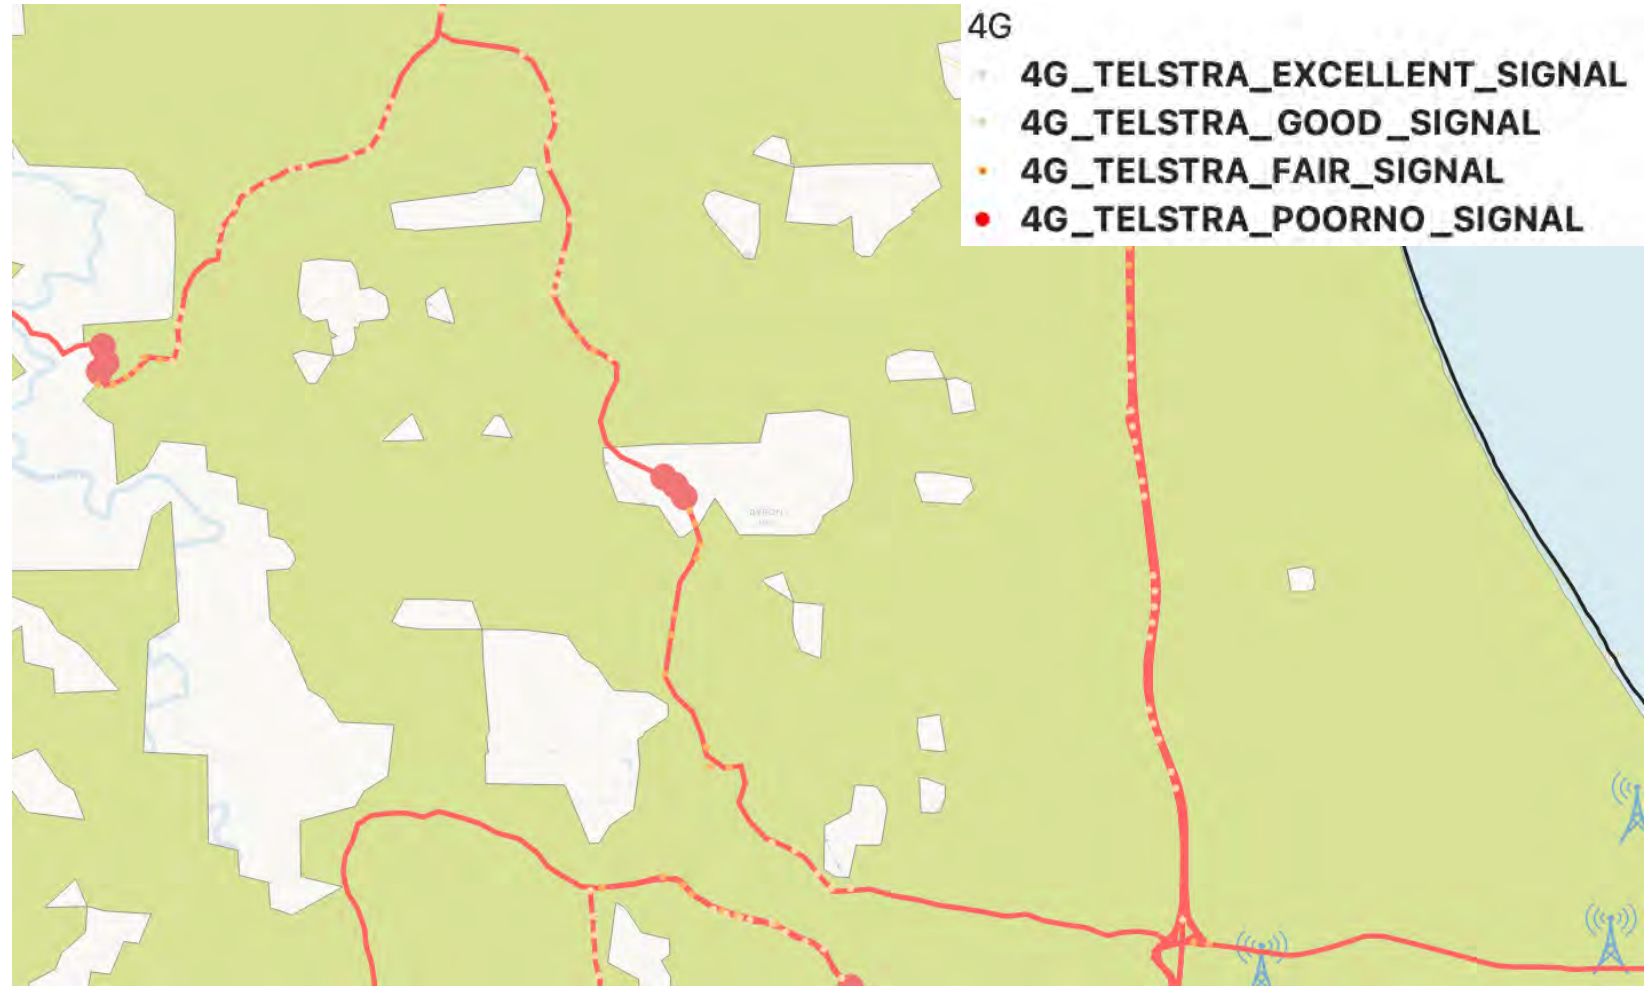 4G
4G_TELSTRA_EXCELLENT_SIGNAL
4G_TELSTRA_GOOD_SIGNAL
4G_TELSTRA_FAIR_SIGNAL
4G_TELSTRA_POORNO_SIGNAL